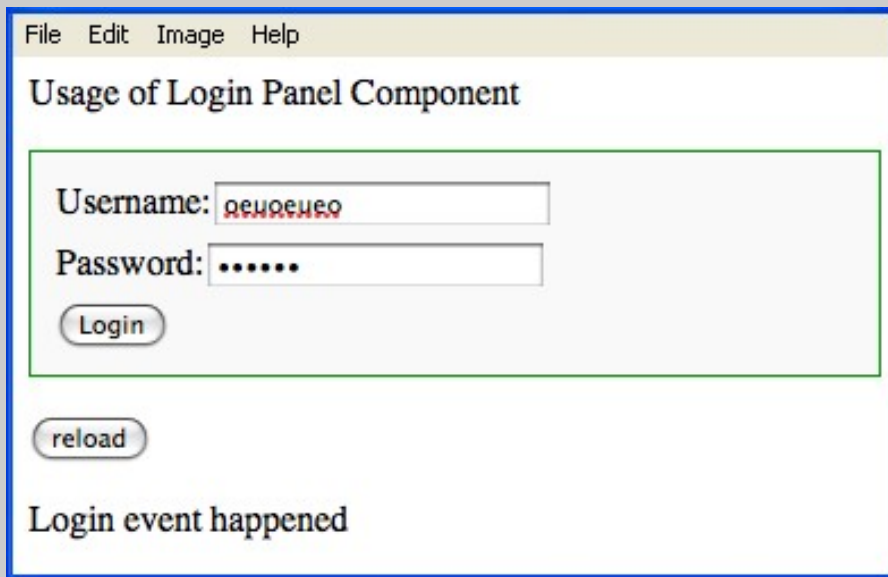 File Edit Image Help
Usage of Login Panel Component
Username: oeuoeueo
Password: ••••••
Login
reload
Login event happened